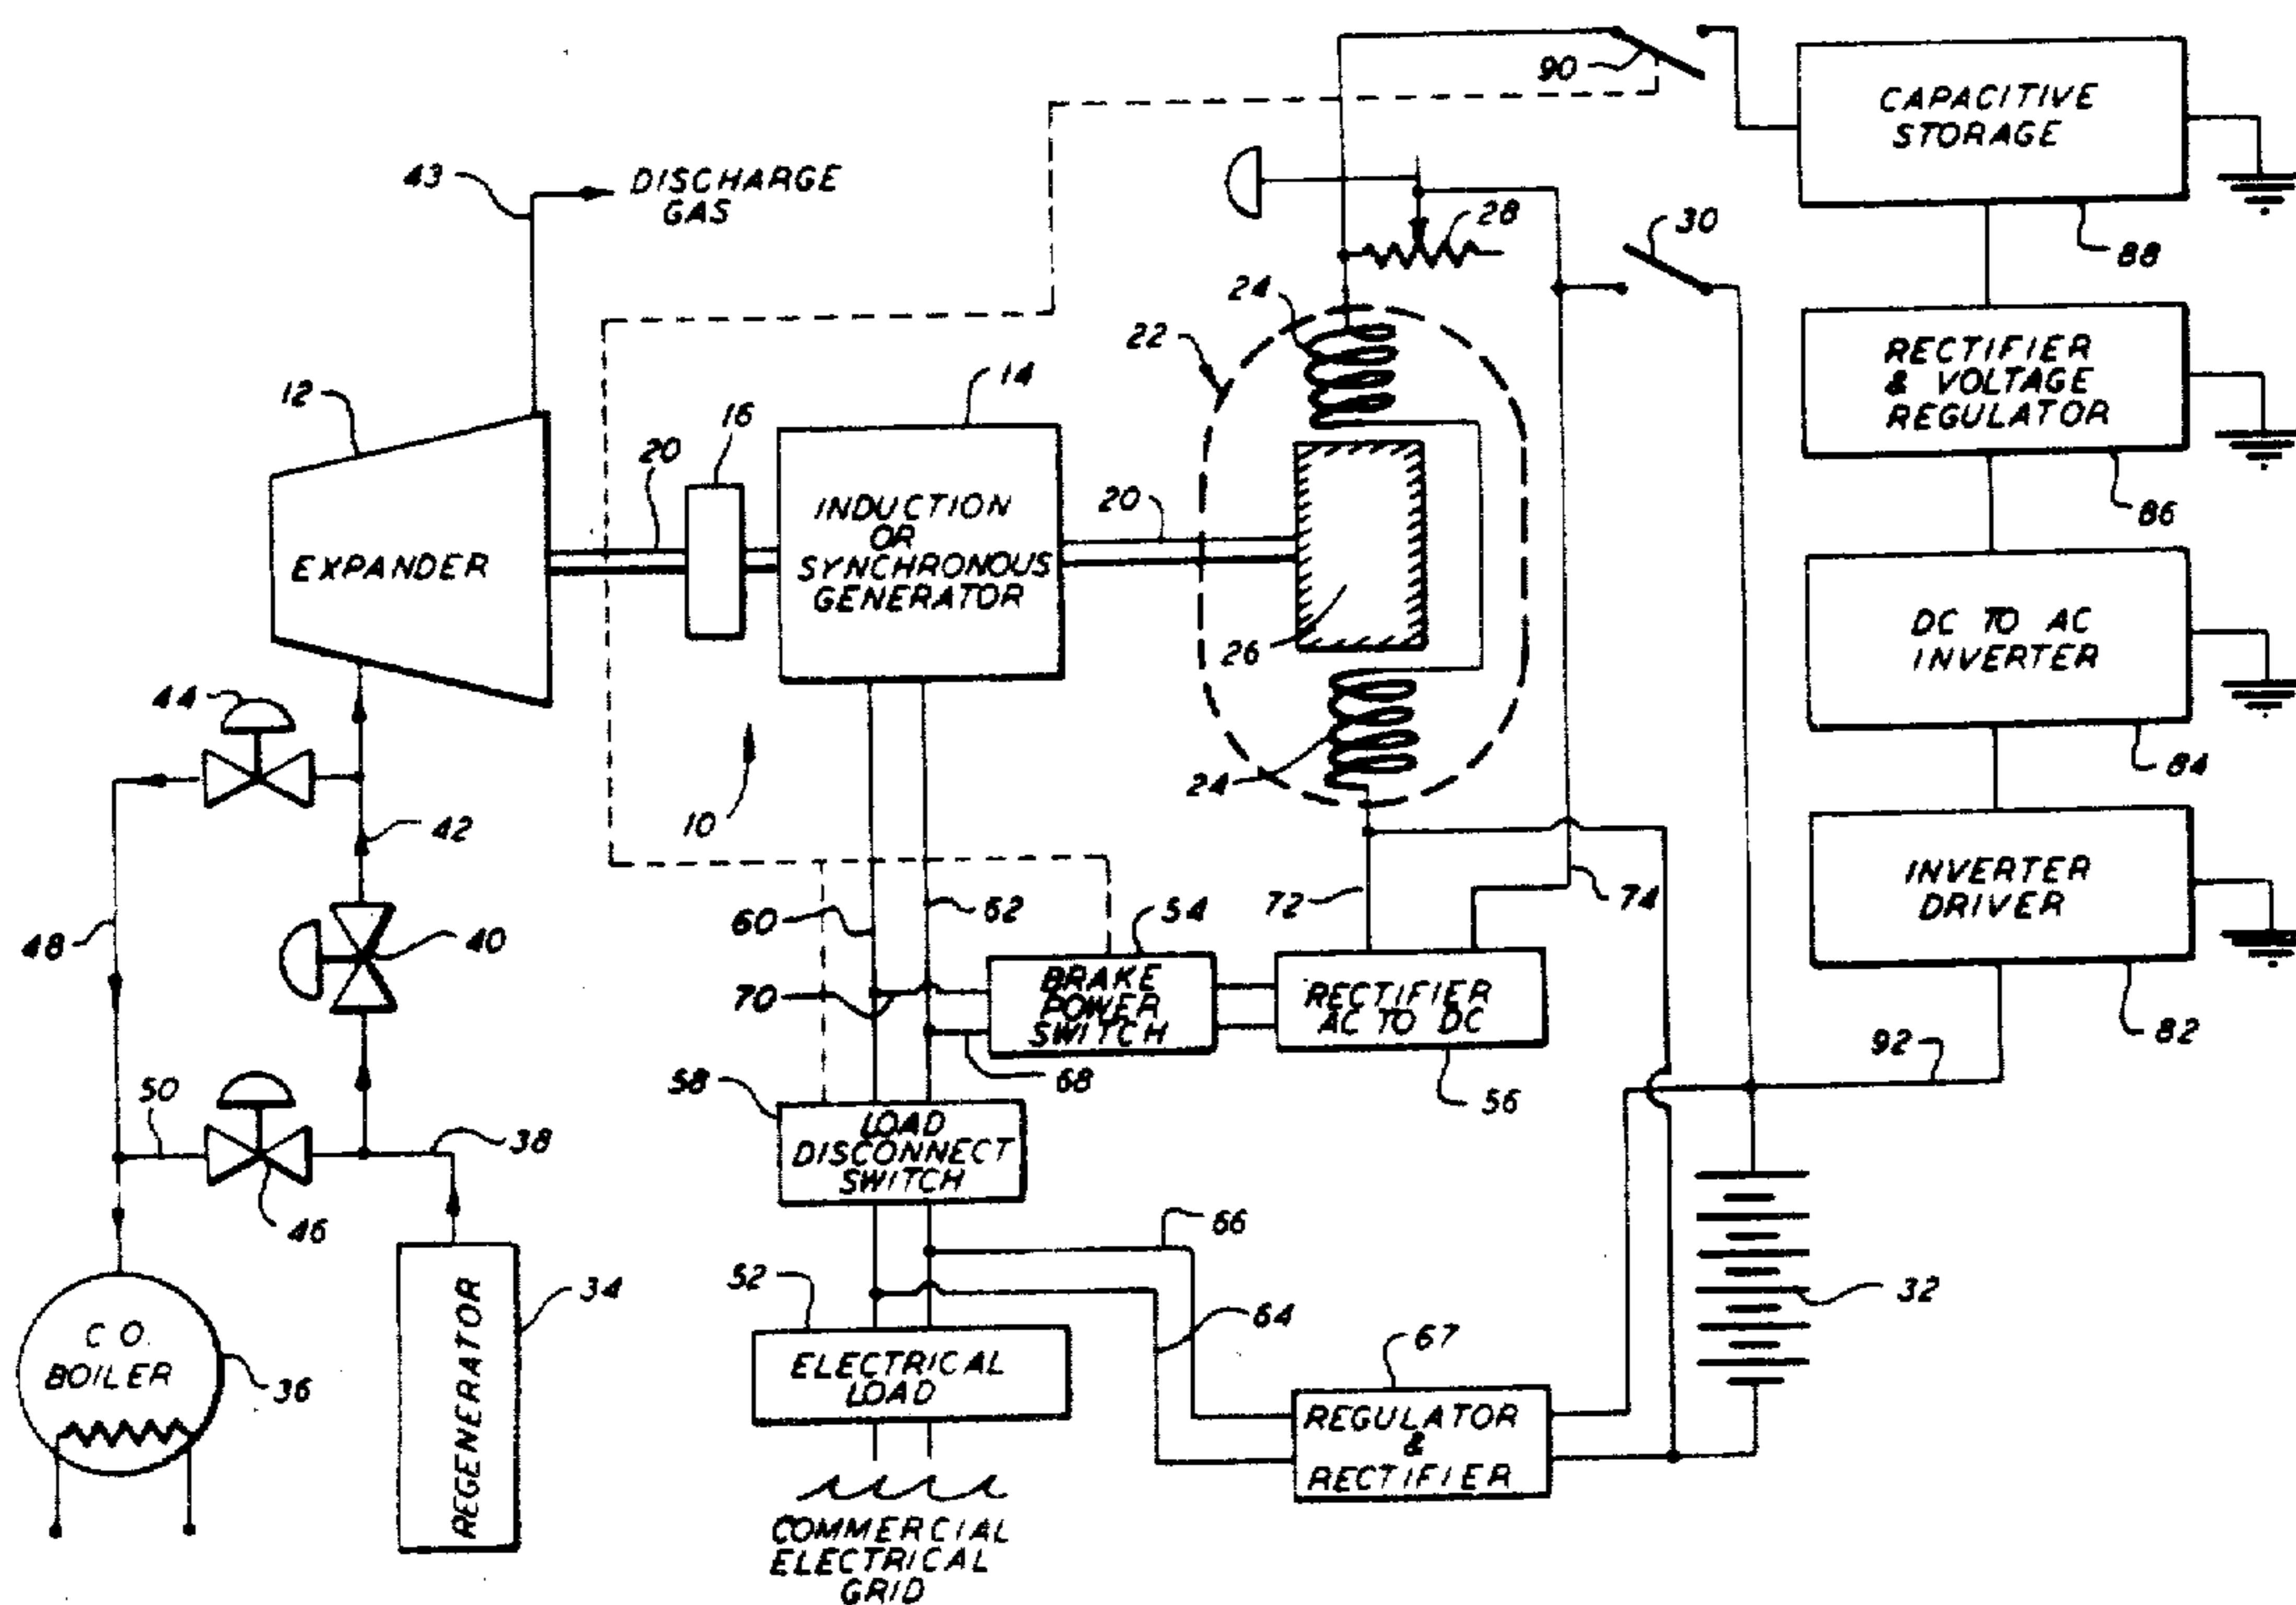 90
CAPACITIVE
STORAGE
88
43
DISCHARGE
GAS
28
30
24
22
RECTIFIER
& VOLTAGE
REGULATOR
86
12
EXPANDER
20
16
14
INDUCTION
OR
SYNCHRONOUS
GENERATOR
20
26
24
10
DC TO AC
INVERTER
84
44
42
48
40
60
62
54
72
74
INVERTER
DRIVER
82
70
BRAKE
POWER
SWITCH
RECTIFIER
AC TO DC
68
56
92
50
38
46
58
LOAD
DISCONNECT
SWITCH
66
64
52
ELECTRICAL
LOAD
32
67
REGULATOR
&
RECTIFIER
C O.
BOILER
36
REGENERATOR
34
COMMERCIAL
ELECTRICAL
GRID